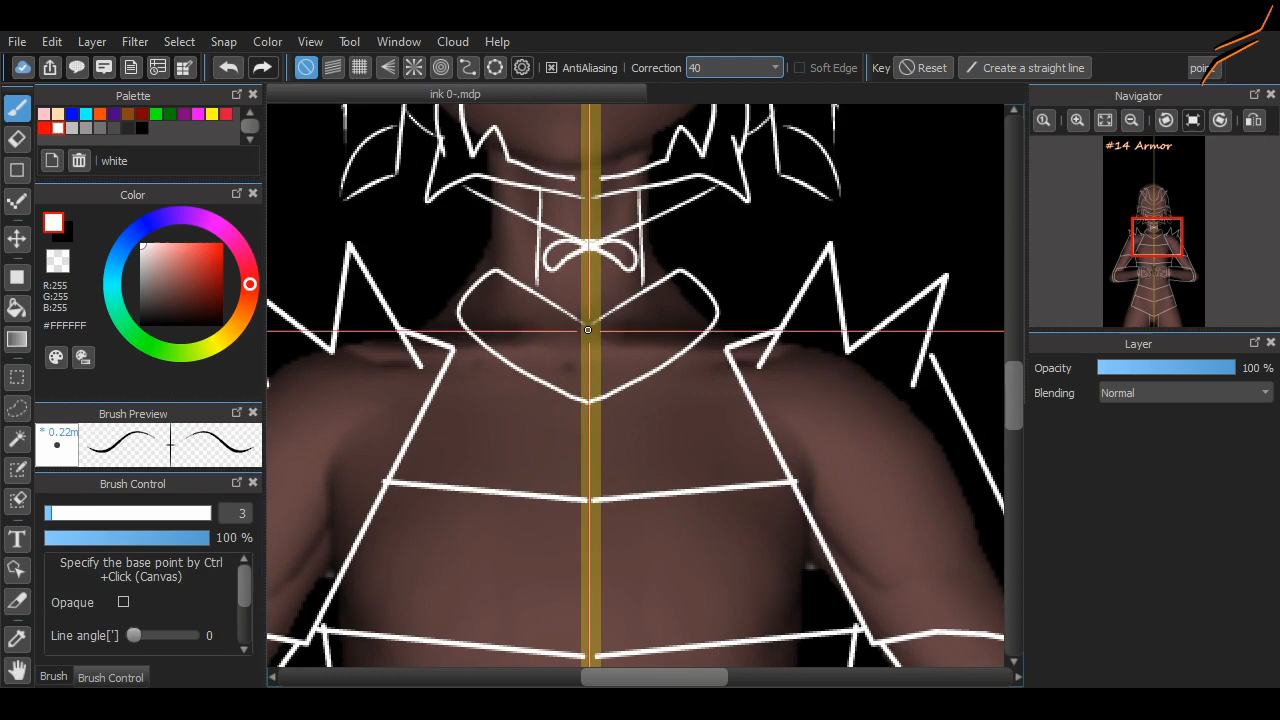 File Edit Layer Filter Select Snap Color View Tool Window Cloud Help
AntiAliasing Correction 40 Soft Edge Key Reset Create a straight line point
Palette
ink 0-.mdp
Navigator
white
#14 Armor
Color
R:255
G:255
B:255
#FFFFFF
Layer
Opacity 100 %
Blending Normal
Brush Preview
* 0.22m
Brush Control
3
100 %
Specify the base point by Ctrl
+Click (Canvas)
Opaque
Line angle['] 0
Brush Brush Control